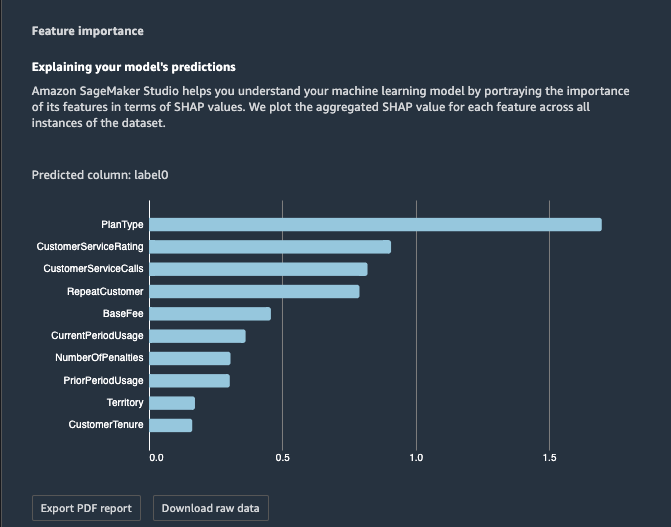 Feature importance
Explaining your model's predictions
Amazon SageMaker Studio helps you understand your machine learning model by portraying the importance
of its features in terms of SHAP values. We plot the aggregated SHAP value for each feature across all
instances of the dataset.
Predicted column: label0
PlanType
CustomerServiceRating
CustomerServiceCalls
RepeatCustomer
BaseFee
CurrentPeriodUsage
NumberOfPenalties
PriorPeriodUsage
Territory
CustomerTenure
0.0 0.5 1.0 1.5
Export PDF report Download raw data